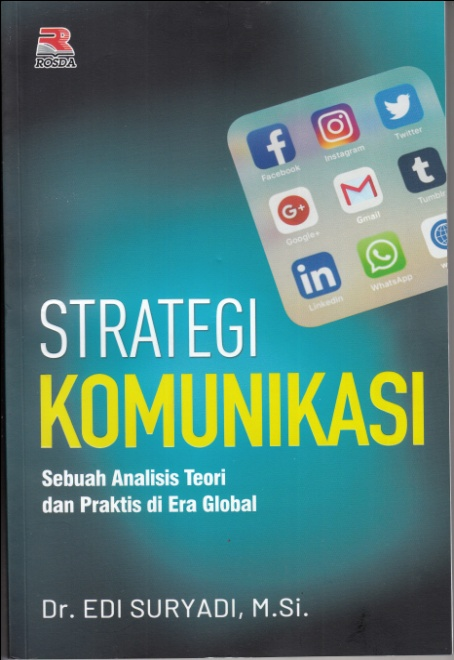 ROSDA
Facebook
Instagram
Twitter
Google+
Gmail
Tumblr
LinkedIn
WhatsApp
STRATEGI
KOMUNIKASI
Sebuah Analisis Teori
dan Praktis di Era Global
Dr. EDI SURYADI, M.Si.